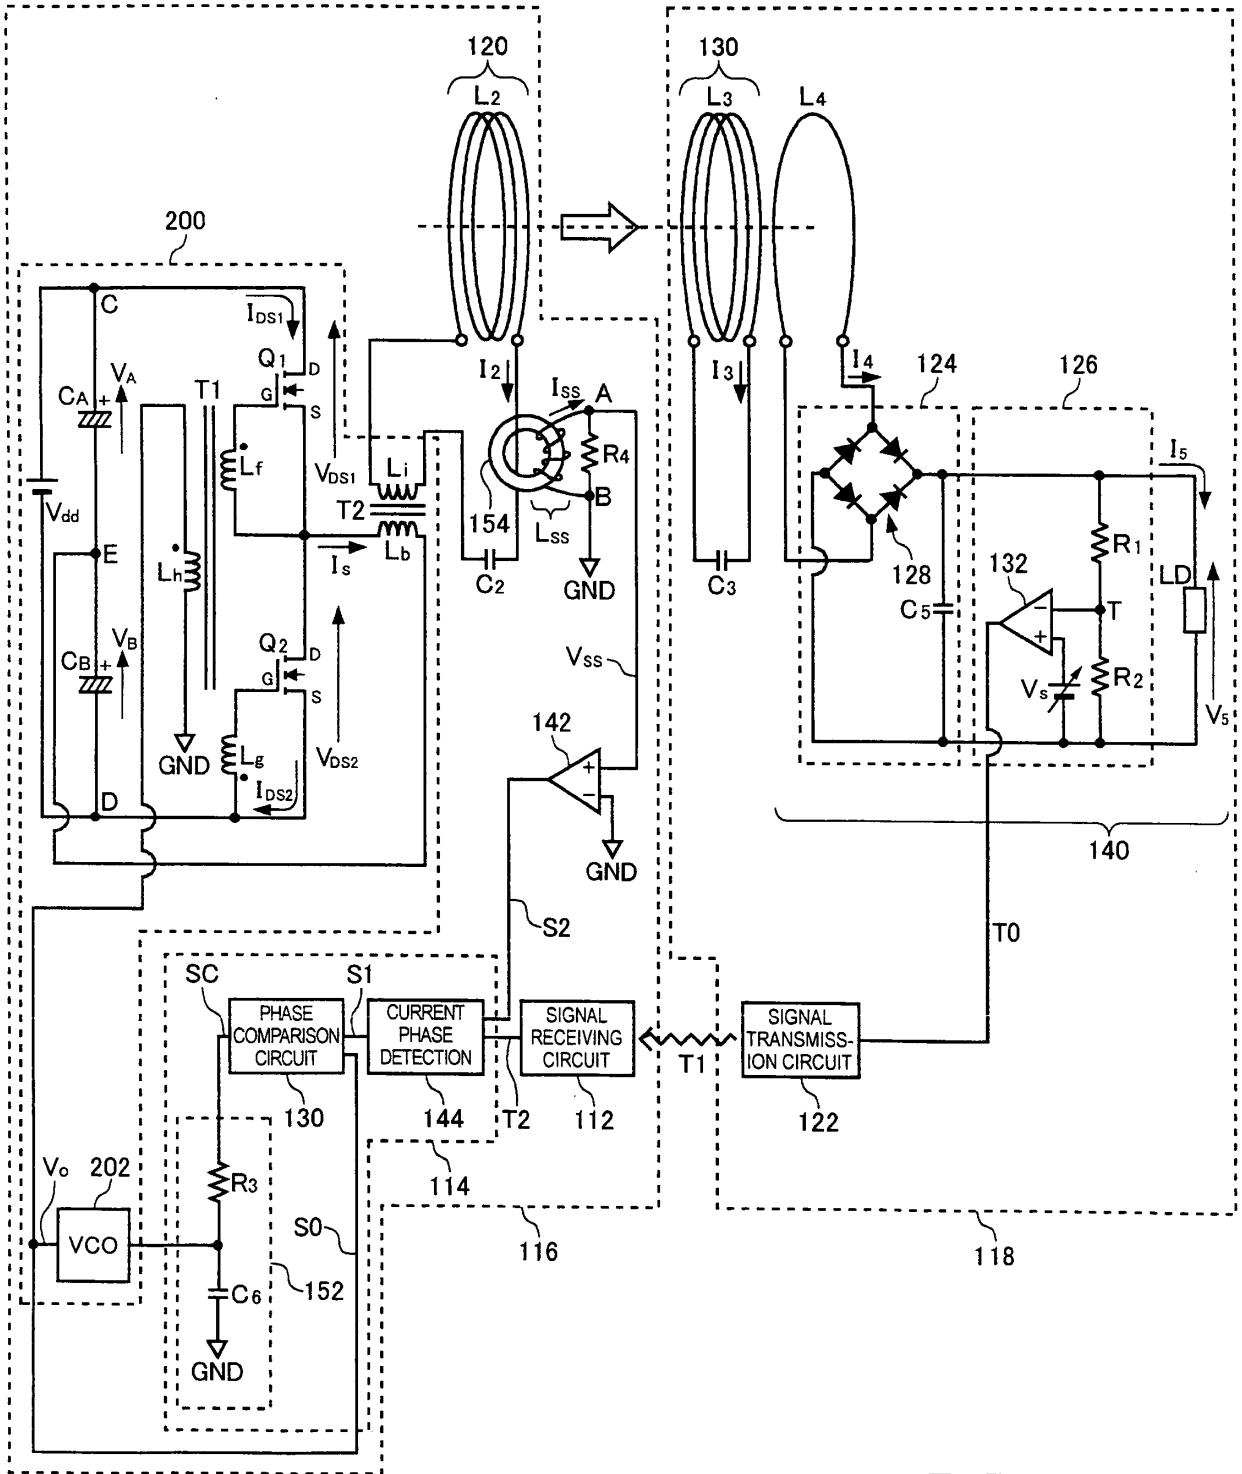 120
130
L2
L3
L4
200
C
IDS1
Q1
D
G
S
VA
CA
+
T1
Lf
VDS1
Li
T2
Lb
Vdd
E
Lh
Is
I2
ISS
A
R4
B
154
LSS
C2
GND
I3
C3
I4
124
126
128
C5
R1
I5
132
−
+
T
LD
R2
Vs
V5
VB
CB
+
Q2
D
G
S
VDS2
Lg
GND
IDS2
D
VSS
142
+
−
GND
140
S2
T0
SC
S1
PHASE
COMPARISON
CIRCUIT
CURRENT
PHASE
DETECTION
SIGNAL
RECEIVING
CIRCUIT
SIGNAL
TRANSMISS-
ION CIRCUIT
T1
130
144
T2
112
122
114
Vo
202
VCO
R3
S0
C6
152
GND
116
118